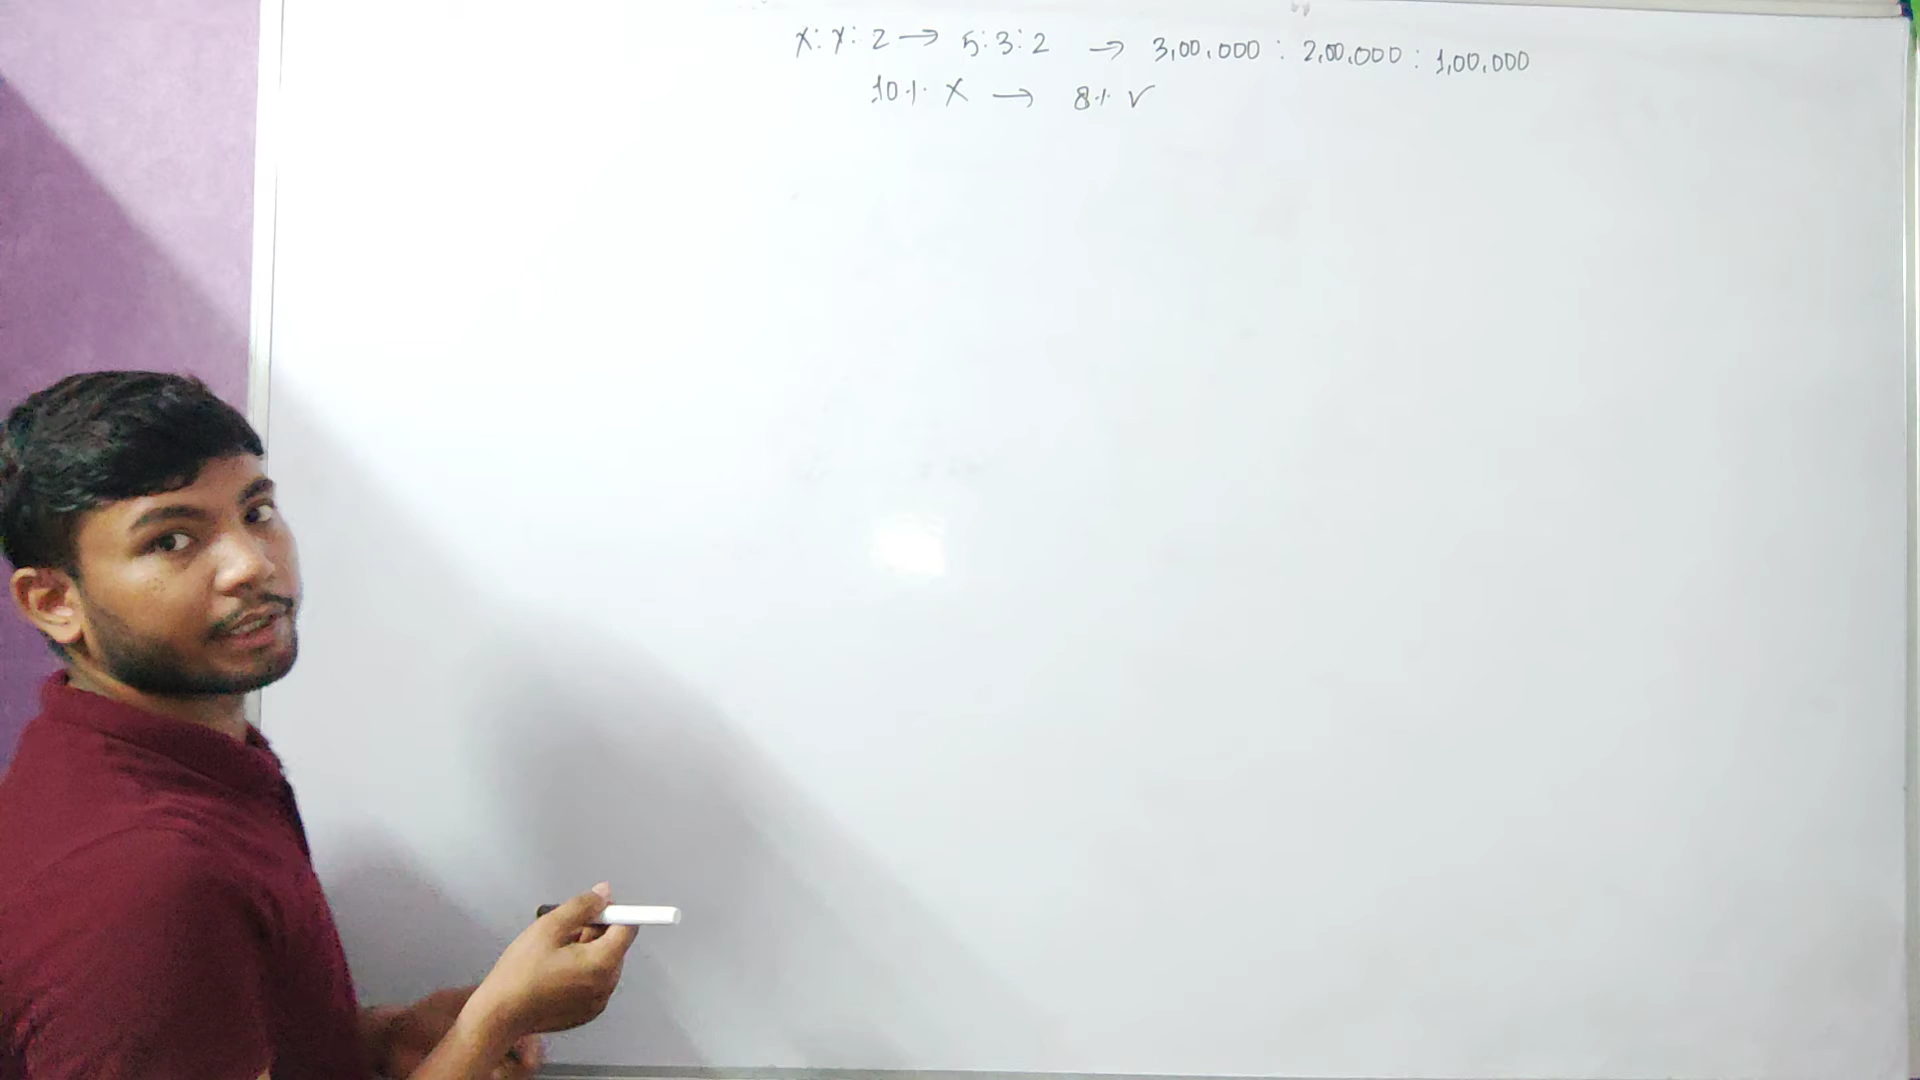 X : Y : Z → 5 : 3 : 2 → 3,00,000 : 2,00,000 : 1,00,000
10% X → 8% ✓